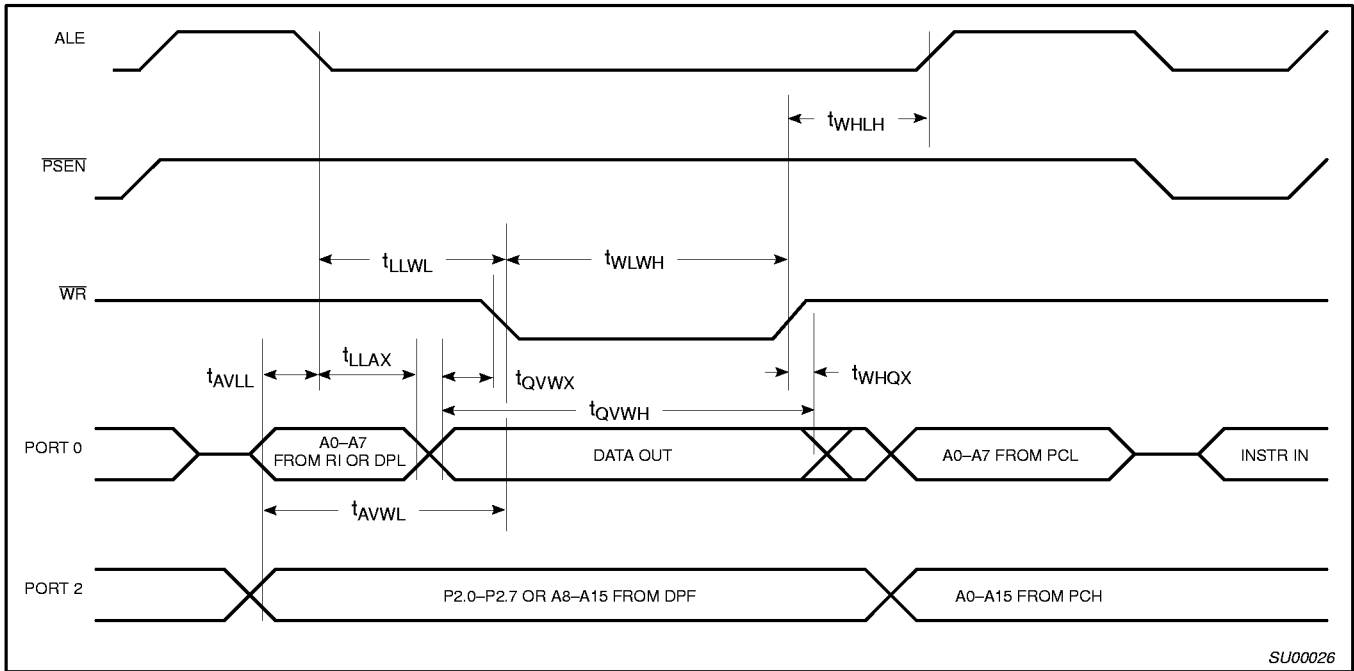 ALE
tWHLH
PSEN
tLLWL
tWLWH
WR
tAVLL
tLLAX
tQVWX
tWHQX
tQVWH
PORT 0
A0–A7
FROM RI OR DPL
DATA OUT
A0–A7 FROM PCL
INSTR IN
tAVWL
PORT 2
P2.0–P2.7 OR A8–A15 FROM DPF
A0–A15 FROM PCH
SU00026